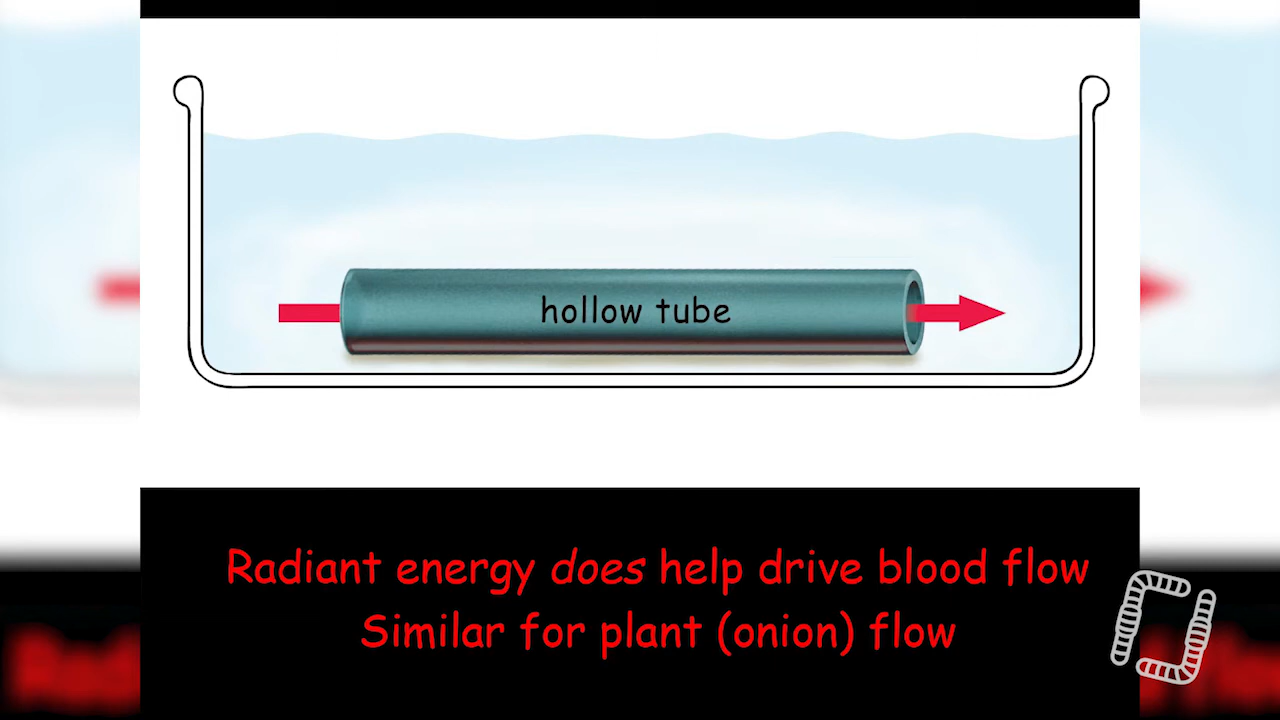 hollow tube
Radiant energy does help drive blood flow
Similar for plant (onion) flow